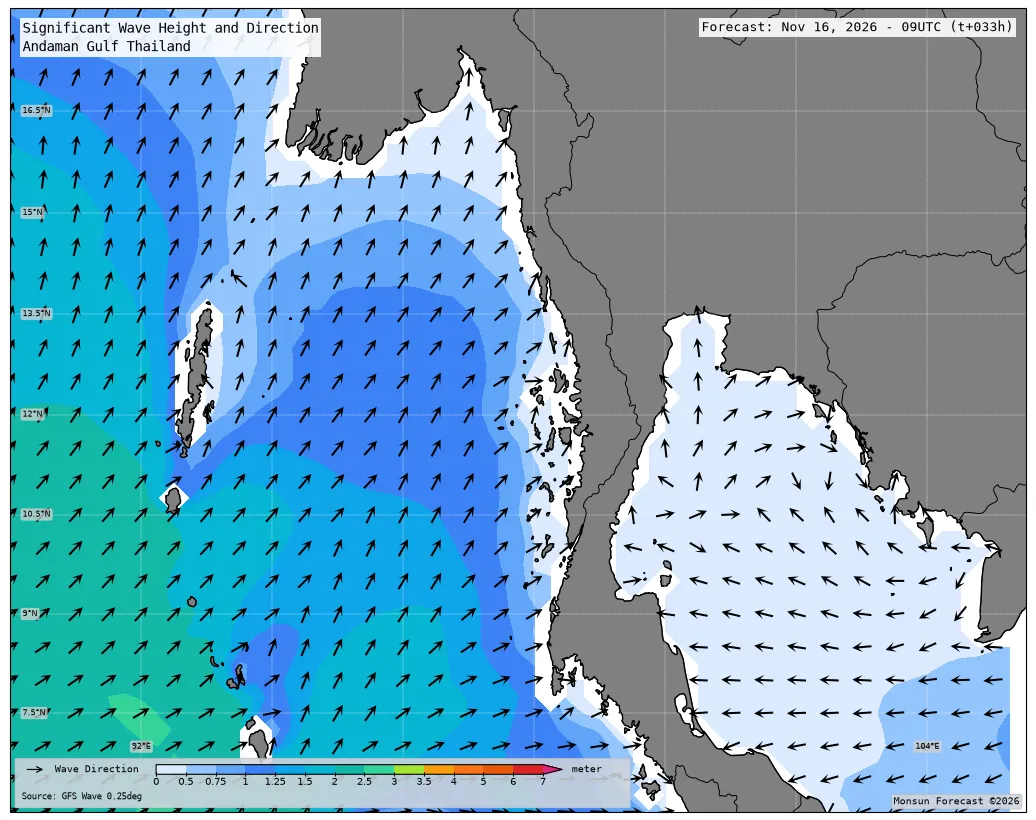 Significant Wave Height and Direction
Andaman Gulf Thailand
Forecast: Nov 16, 2026 - 09UTC (t+033h)
16.5°N
15°N
13.5°N
12°N
10.5°N
9°N
7.5°N
92°E
104°E
Wave Direction
0 0.5 0.75 1 1.25 1.5 2 2.5 3 3.5 4 5 6 7
meter
Source: GFS Wave 0.25deg
Monsun Forecast ©2026